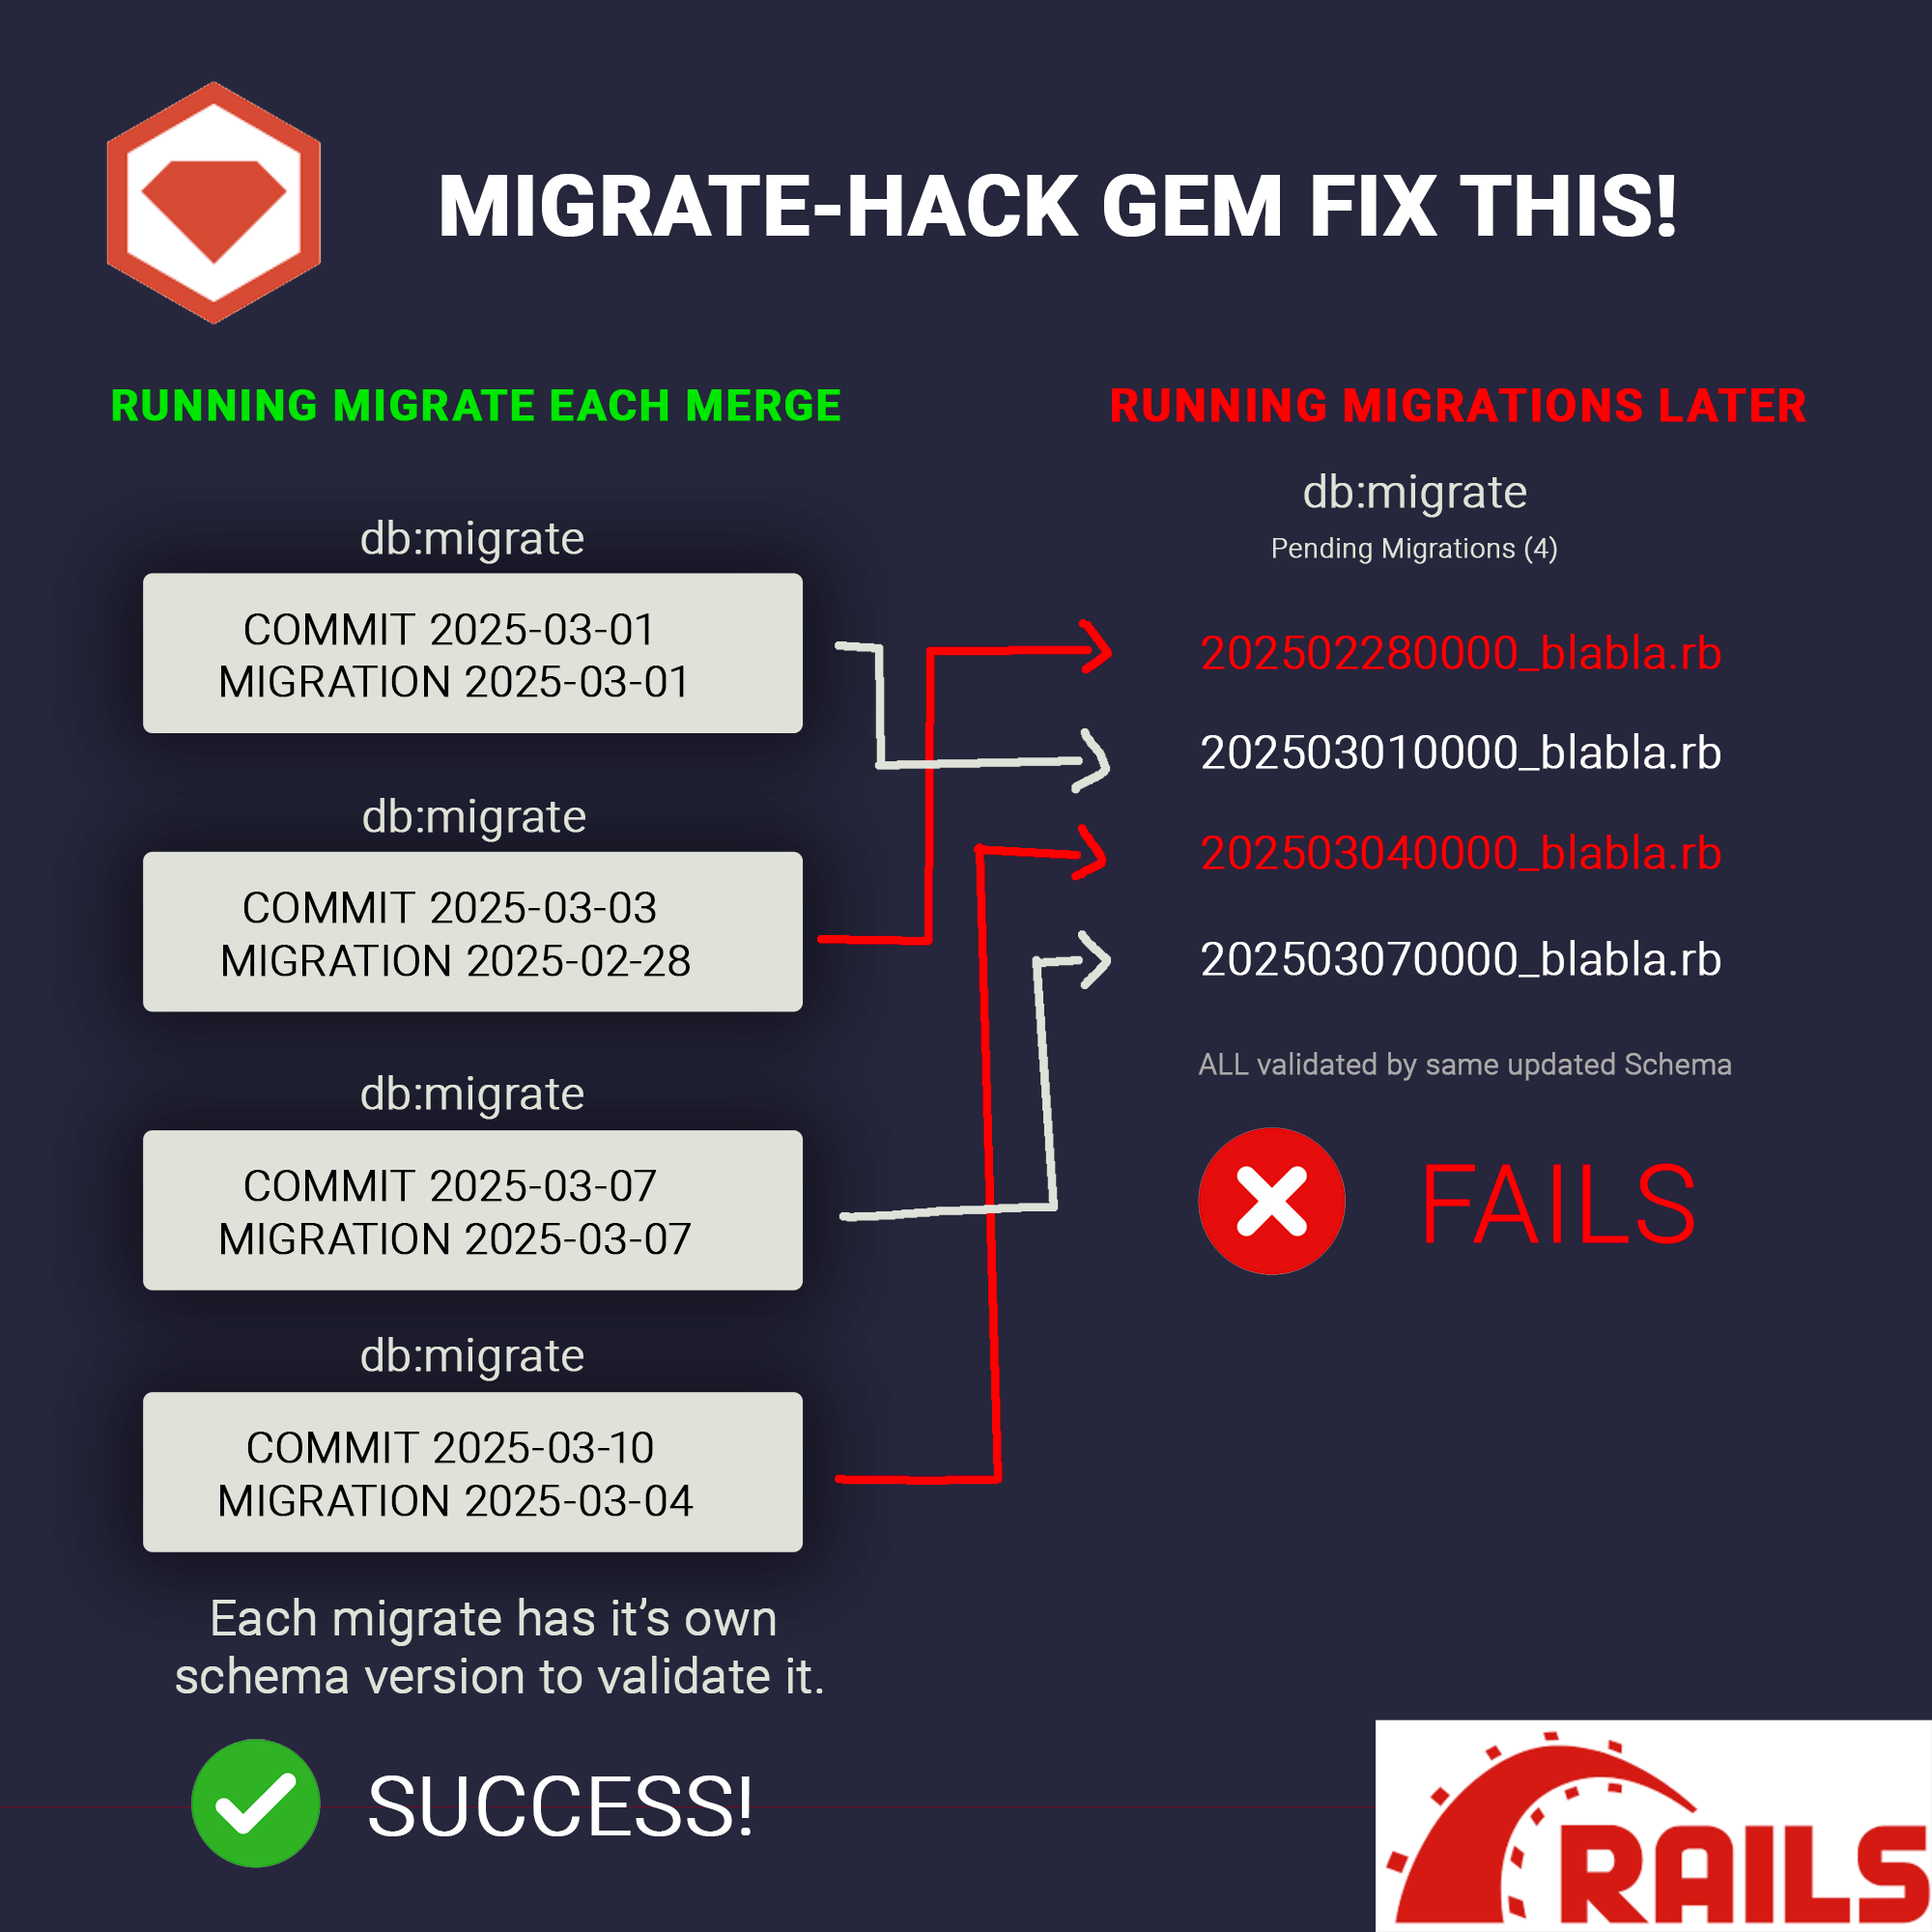 MIGRATE-HACK GEM FIX THIS!
RUNNING MIGRATE EACH MERGE
db:migrate
COMMIT 2025-03-01
MIGRATION 2025-03-01
db:migrate
COMMIT 2025-03-03
MIGRATION 2025-02-28
db:migrate
COMMIT 2025-03-07
MIGRATION 2025-03-07
db:migrate
COMMIT 2025-03-10
MIGRATION 2025-03-04
Each migrate has it’s own
schema version to validate it.
SUCCESS!
RUNNING MIGRATIONS LATER
db:migrate
Pending Migrations (4)
202502280000_blabla.rb
202503010000_blabla.rb
202503040000_blabla.rb
202503070000_blabla.rb
ALL validated by same updated Schema
FAILS
RAILS